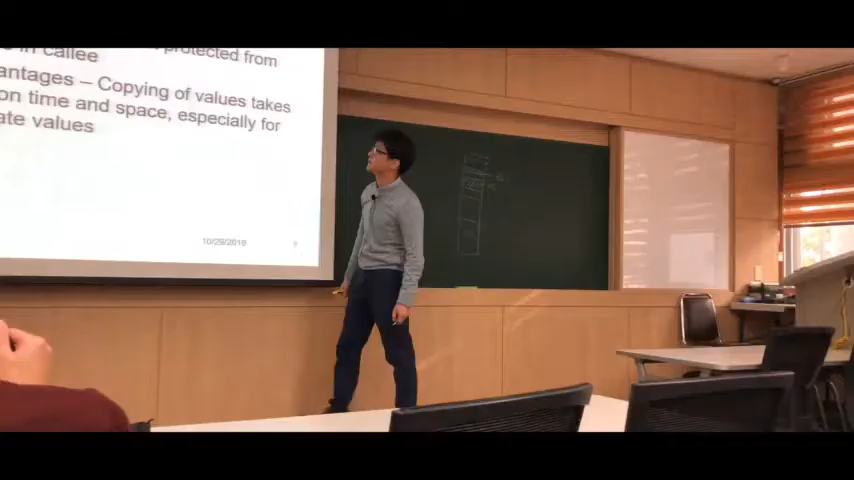 protected from
in callee
antages – Copying of values takes
on time and space, especially for
ate values
10/29/2019